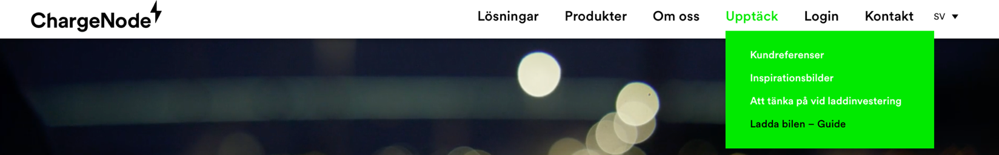 ChargeNode
Lösningar Produkter Om oss Upptäck Login Kontakt SV
Kundreferenser
Inspirationsbilder
Att tänka på vid laddinvestering
Ladda bilen – Guide